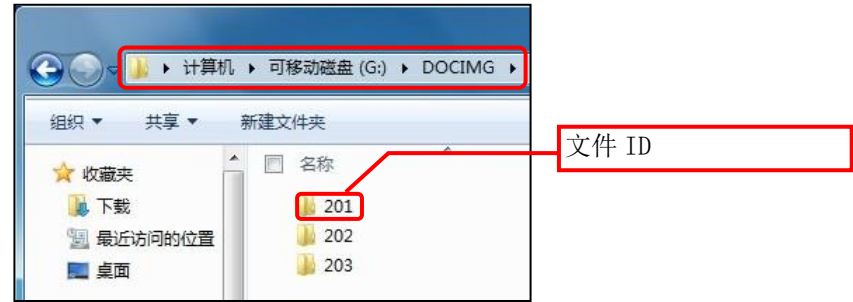 计算机 可移动磁盘 (G:) DOCIMG
组织 共享 新建文件夹
收藏夹
下载
最近访问的位置
桌面
名称
201
202
203
文件 ID